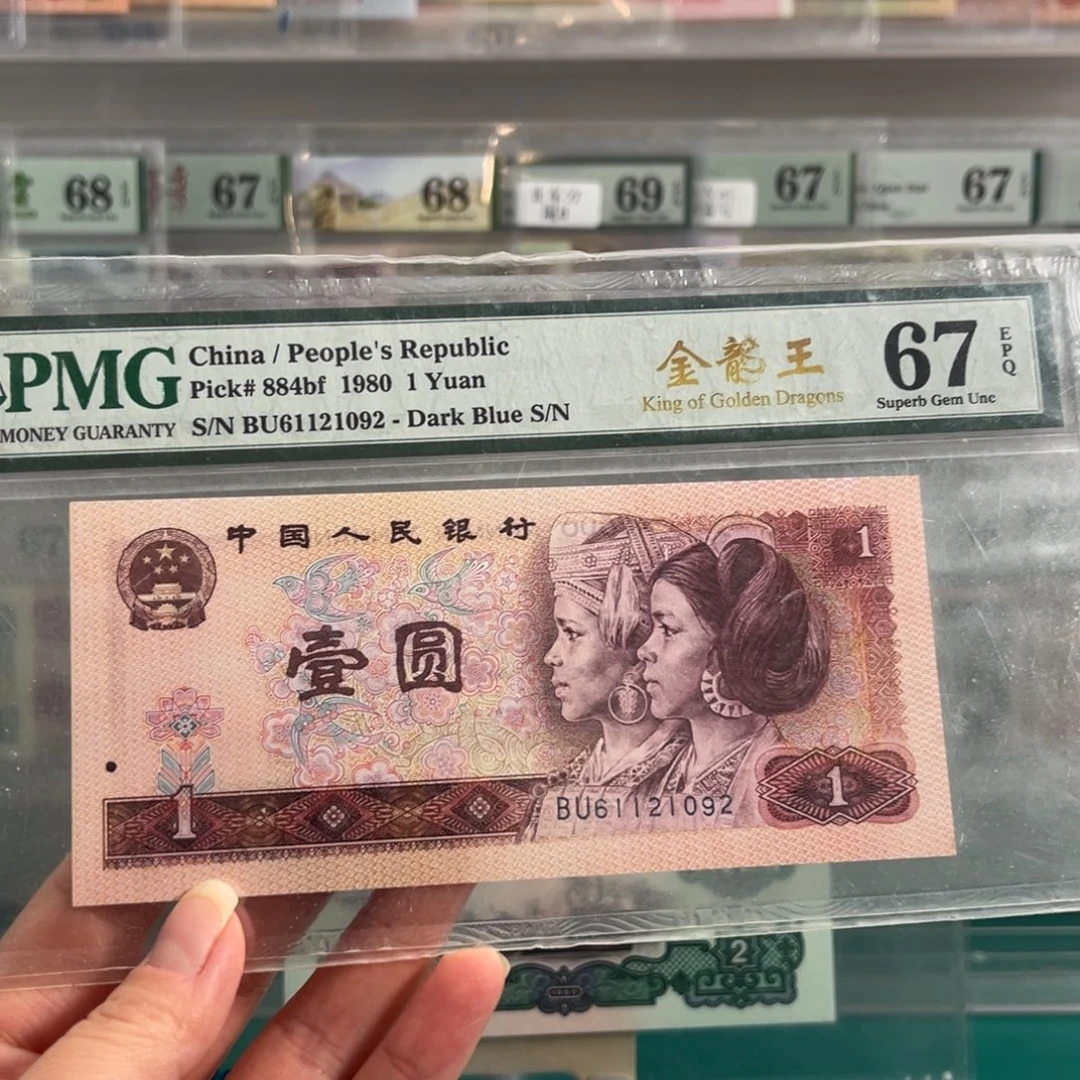 68
67
68
69
67
67
PMG
MONEY GUARANTY
China / People's Republic
Pick# 884bf 1980 1 Yuan
S/N BU61121092 - Dark Blue S/N
金龍王
King of Golden Dragons
67
EPQ
Superb Gem Unc
中国人民银行
1
壹圆
1
1
BU61121092
2